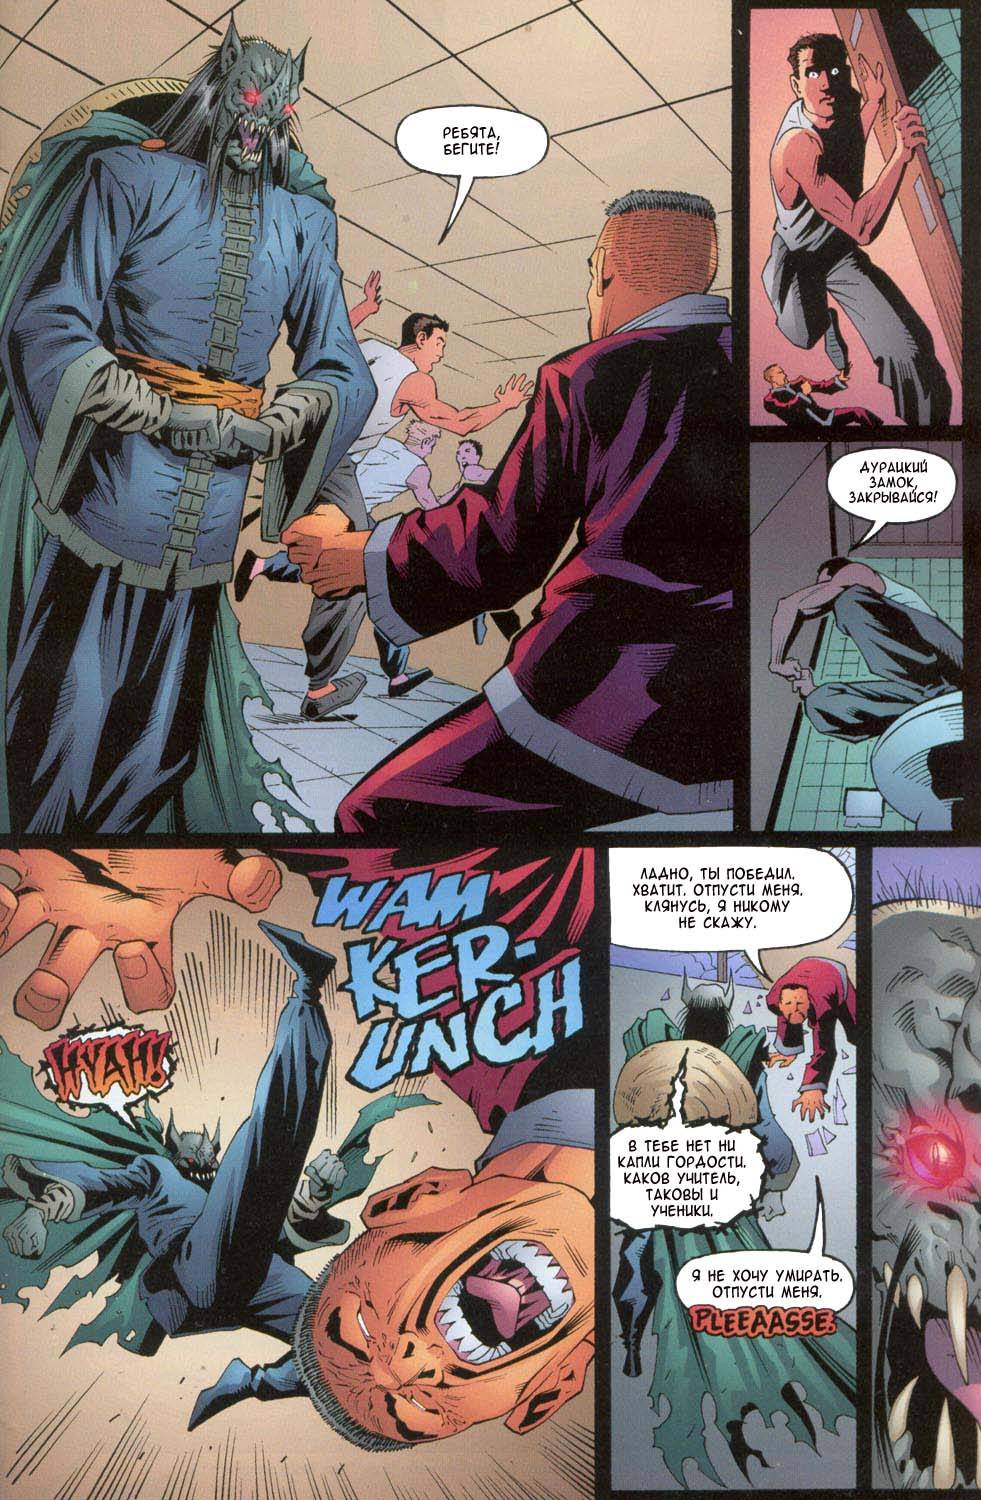 РЕБЯТА,
БЕГИТЕ!
ДУРАЦКИЙ
ЗАМОК,
ЗАКРЫВАЙСЯ!
WAM
KER-
UNCH
HYAH!
ЛАДНО, ТЫ ПОБЕДИЛ.
ХВАТИТ. ОТПУСТИ МЕНЯ.
КЛЯНУСЬ, Я НИКОМУ
НЕ СКАЖУ.
В ТЕБЕ НЕТ НИ
КАПЛИ ГОРДОСТИ.
КАКОВ УЧИТЕЛЬ,
ТАКОВЫ И
УЧЕНИКИ.
Я НЕ ХОЧУ УМИРАТЬ.
ОТПУСТИ МЕНЯ.
PLEEAASSE.